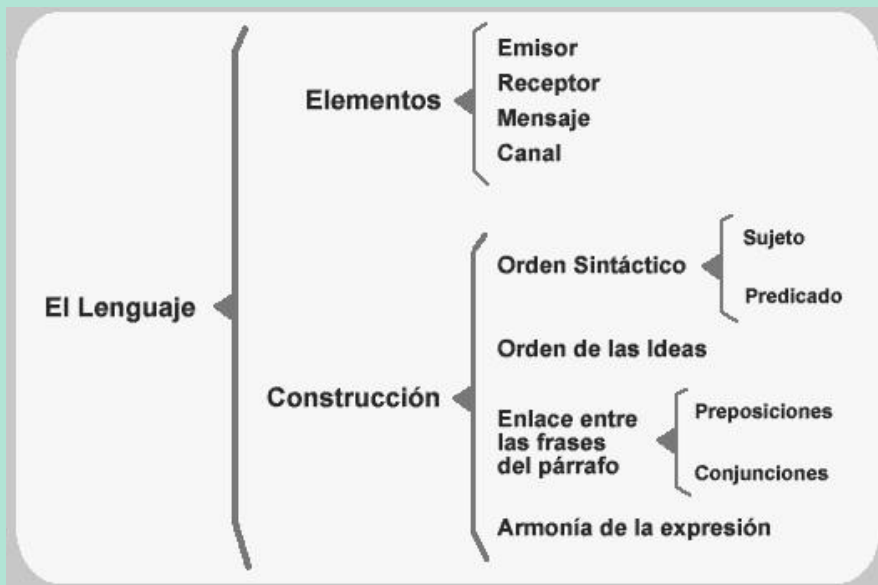 El Lenguaje
Elementos
Emisor
Receptor
Mensaje
Canal
Construcción
Orden Sintáctico
Sujeto
Predicado
Orden de las Ideas
Enlace entre
las frases
del párrafo
Preposiciones
Conjunciones
Armonía de la expresión